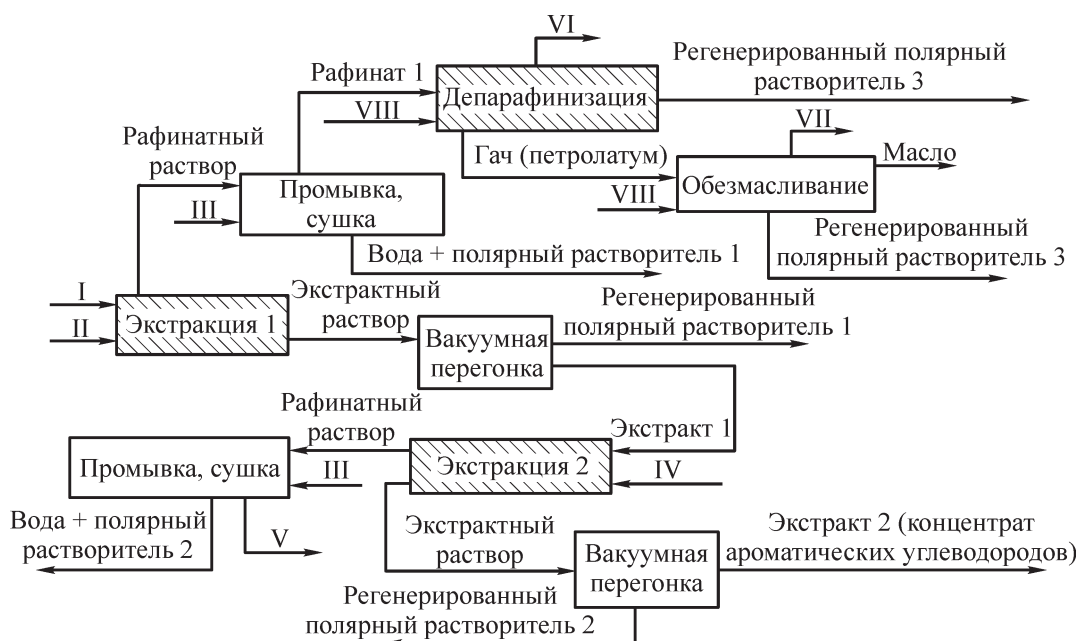 VI
Регенерированный полярный
растворитель 3
Рафинат 1
Депарафинизация
VIII
VII
Рафинатный
раствор
Гач (петролатум)
Масло
Обезмасливание
Промывка,
сушка
III
VIII
Регенерированный
полярный растворитель 3
Вода + полярный растворитель 1
I
II
Экстракция 1
Экстрактный
раствор
Регенерированный
полярный растворитель 1
Вакуумная
перегонка
Рафинатный
раствор
Экстракт 1
Промывка, сушка
III
Экстракция 2
IV
Вода + полярный
растворитель 2
V
Экстрактный
раствор
Вакуумная
перегонка
Экстракт 2 (концентрат
ароматических углеводородов)
Регенерированный
полярный растворитель 2